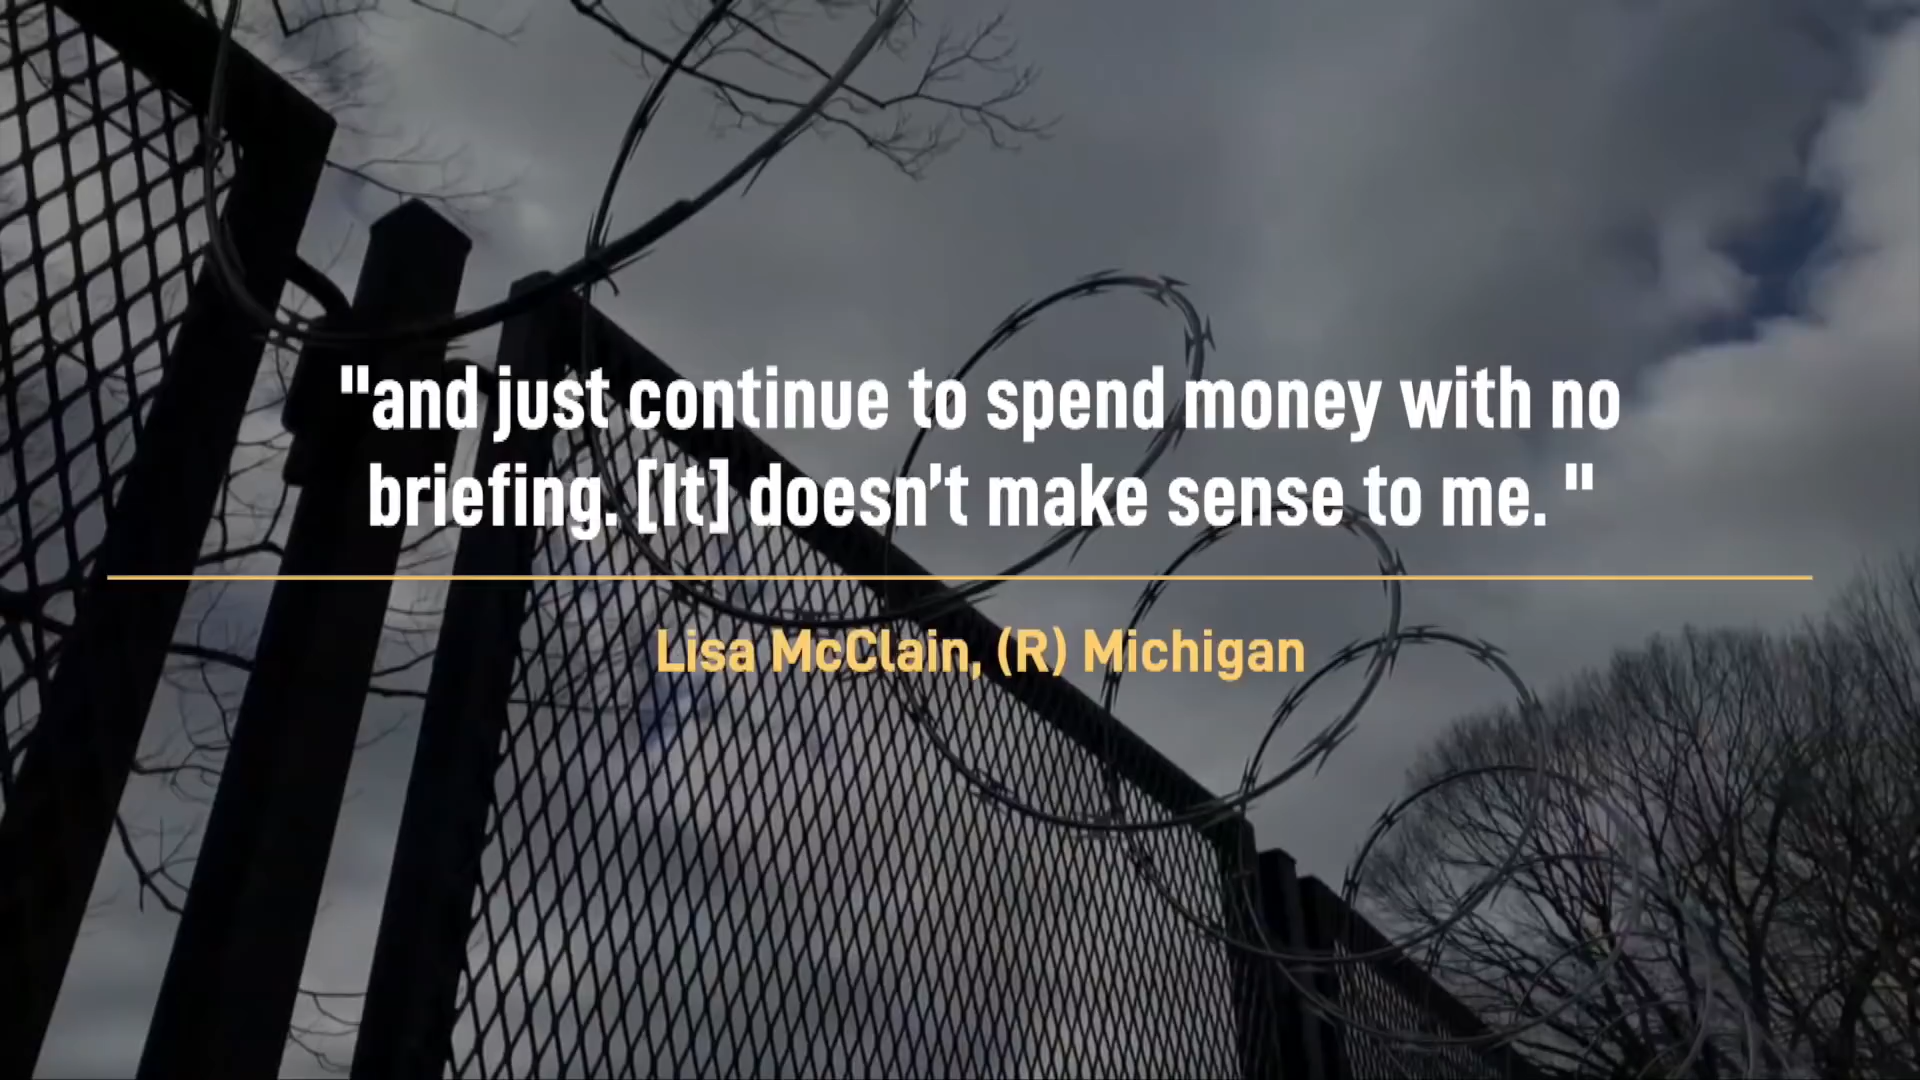 "and just continue to spend money with no
briefing. [It] doesn’t make sense to me. "
Lisa McClain, (R) Michigan